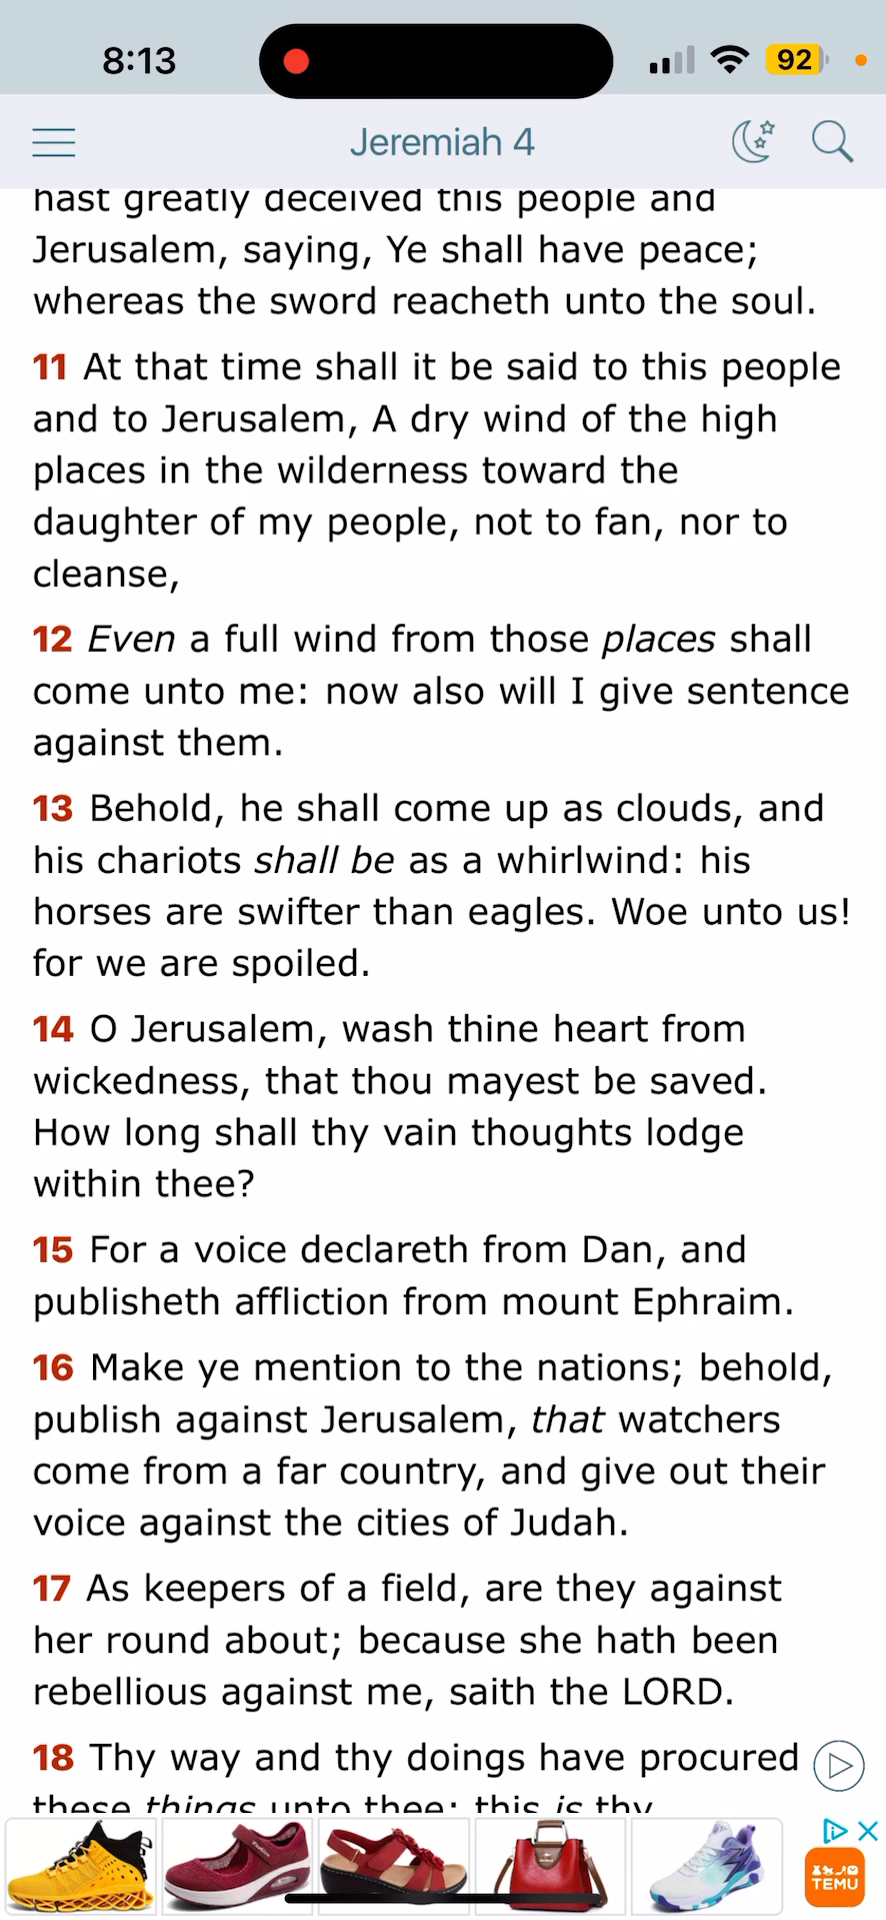 8:13
92
Jeremiah 4
hast greatly deceived this people and
Jerusalem, saying, Ye shall have peace;
whereas the sword reacheth unto the soul.
11 At that time shall it be said to this people
and to Jerusalem, A dry wind of the high
places in the wilderness toward the
daughter of my people, not to fan, nor to
cleanse,
12 Even a full wind from those places shall
come unto me: now also will I give sentence
against them.
13 Behold, he shall come up as clouds, and
his chariots shall be as a whirlwind: his
horses are swifter than eagles. Woe unto us!
for we are spoiled.
14 O Jerusalem, wash thine heart from
wickedness, that thou mayest be saved.
How long shall thy vain thoughts lodge
within thee?
15 For a voice declareth from Dan, and
publisheth affliction from mount Ephraim.
16 Make ye mention to the nations; behold,
publish against Jerusalem, that watchers
come from a far country, and give out their
voice against the cities of Judah.
17 As keepers of a field, are they against
her round about; because she hath been
rebellious against me, saith the LORD.
18 Thy way and thy doings have procured
these things unto thee: this is thy
TEMU